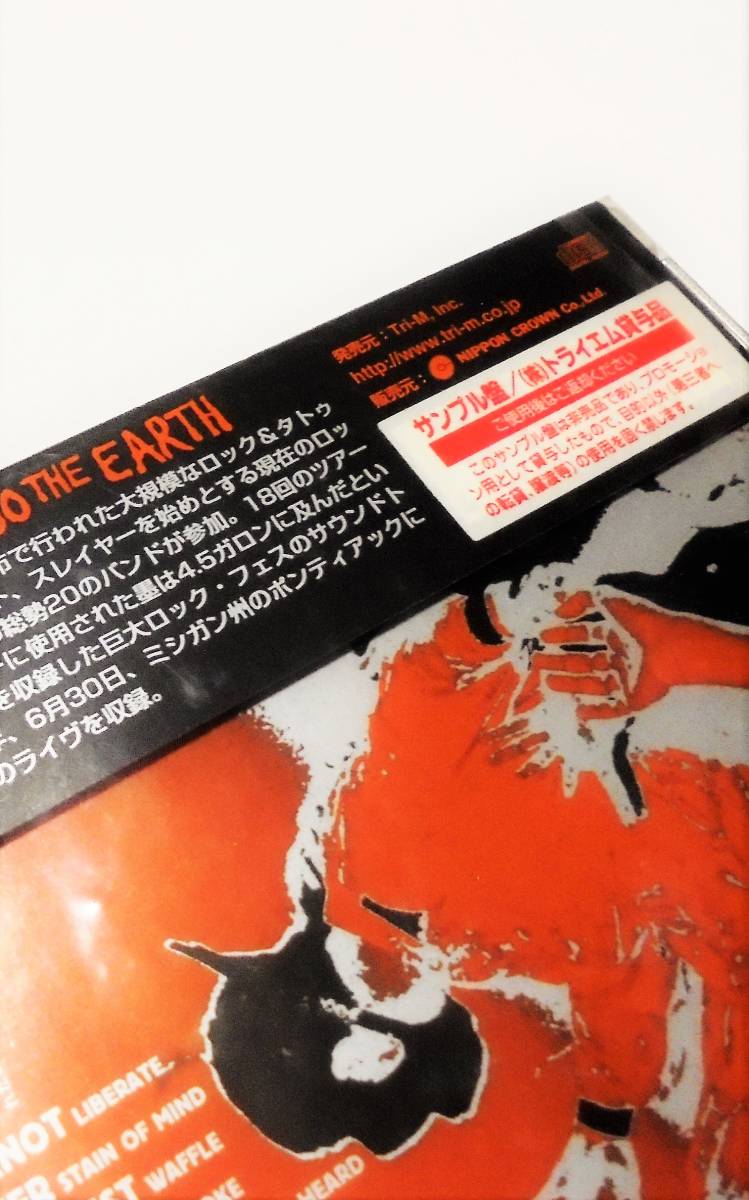 発売元：Tri-M, Inc.
http://www.tri-m.co.jp
販売元： NIPPON CROWN Co.,Ltd.
サンプル盤／(株)トライエム貸与品
ご使用後はご返却ください
このサンプル盤は非売品であり、プロモーショ
ン用として貸与したもので、目的以外(第三者へ
の転貸、譲渡等)の使用を固く禁じます。
THE EARTH
市で行われた大規模なロック＆タトゥ
、スレイヤーを始めとする現在のロッ
総勢20のバンドが参加。18回のツアー
に使用された墨は4.5ガロンに及んだとい
を収録した巨大ロック・フェスのサウンドト
、6月30日、ミシガン州のポンティアックに
のライヴを収録。
NOT LIBERATE
ER STAIN OF MIND
ST WAFFLE
OKE
HEARD